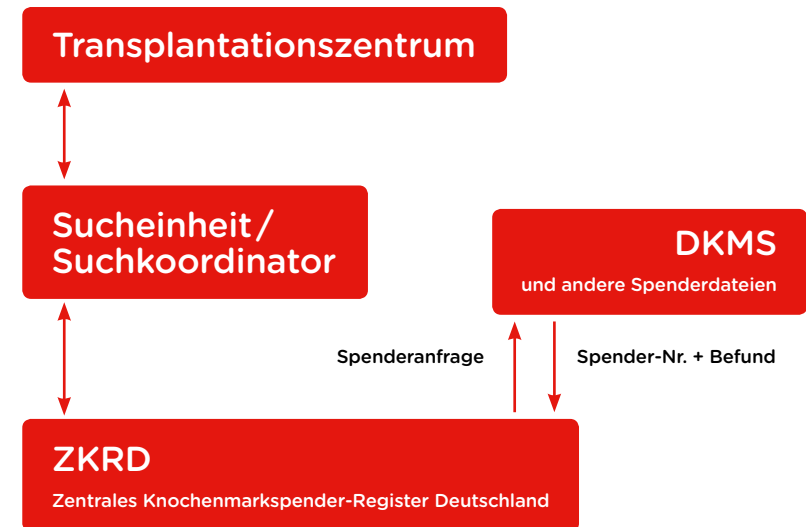 Transplantationszentrum
Sucheinheit /
Suchkoordinator
DKMS
und andere Spenderdateien
Spenderanfrage
Spender-Nr. + Befund
ZKRD
Zentrales Knochenmarkspender-Register Deutschland